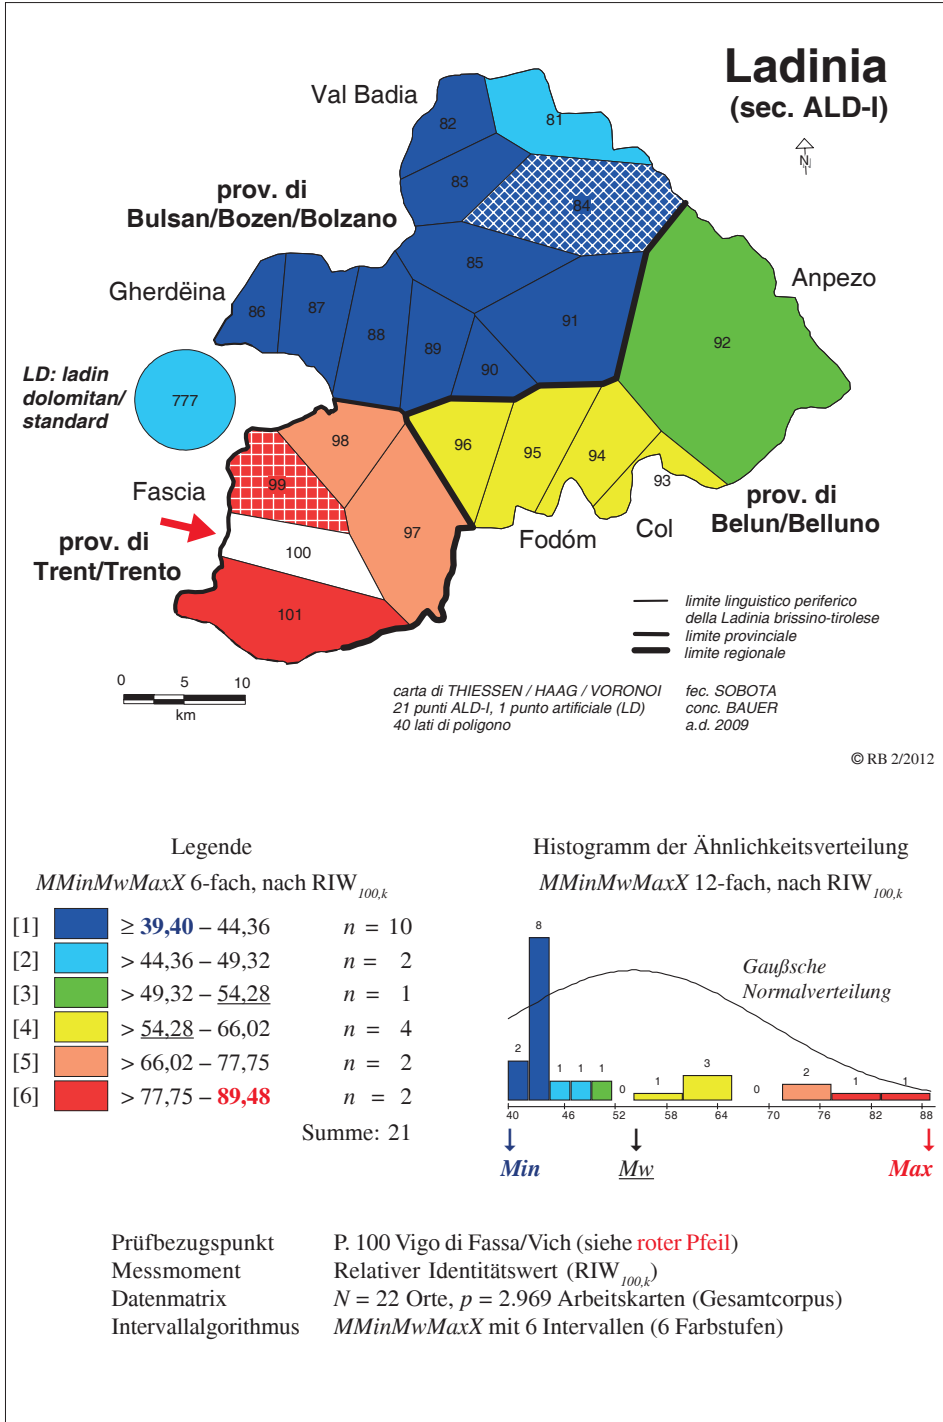 Ladinia
(sec. ALD-I)
N
Val Badia
prov. di
Bulsan/Bozen/Bolzano
Gherdëina
Anpezo
LD: ladin
dolomitan/
standard
777
81
82
83
84
85
86
87
88
89
90
91
92
93
94
95
96
97
98
99
100
101
Fascia
prov. di
Trent/Trento
Fodóm
Col
prov. di
Belun/Belluno
limite linguistico periferico
della Ladinia brissino-tirolese
limite provinciale
limite regionale
0 5 10
km
carta di THIESSEN / HAAG / VORONOI
21 punti ALD-I, 1 punto artificiale (LD)
40 lati di poligono
fec. SOBOTA
conc. BAUER
a.d. 2009
© RB 2/2012
Legende
MMinMwMaxX 6-fach, nach RIW100,k
[1] ≥ 39,40 – 44,36 n = 10
[2] > 44,36 – 49,32 n = 2
[3] > 49,32 – 54,28 n = 1
[4] > 54,28 – 66,02 n = 4
[5] > 66,02 – 77,75 n = 2
[6] > 77,75 – 89,48 n = 2
Summe: 21
Histogramm der Ähnlichkeitsverteilung
MMinMwMaxX 12-fach, nach RIW100,k
Gaußsche
Normalverteilung
2 8 1 1 1 0 1 3 0 2 1 1
40 46 52 58 64 70 76 82 88
Min Mw Max
Prüfbezugspunkt P. 100 Vigo di Fassa/Vich (siehe roter Pfeil)
Messmoment Relativer Identitätswert (RIW100,k)
Datenmatrix N = 22 Orte, p = 2.969 Arbeitskarten (Gesamtcorpus)
Intervallalgorithmus MMinMwMaxX mit 6 Intervallen (6 Farbstufen)